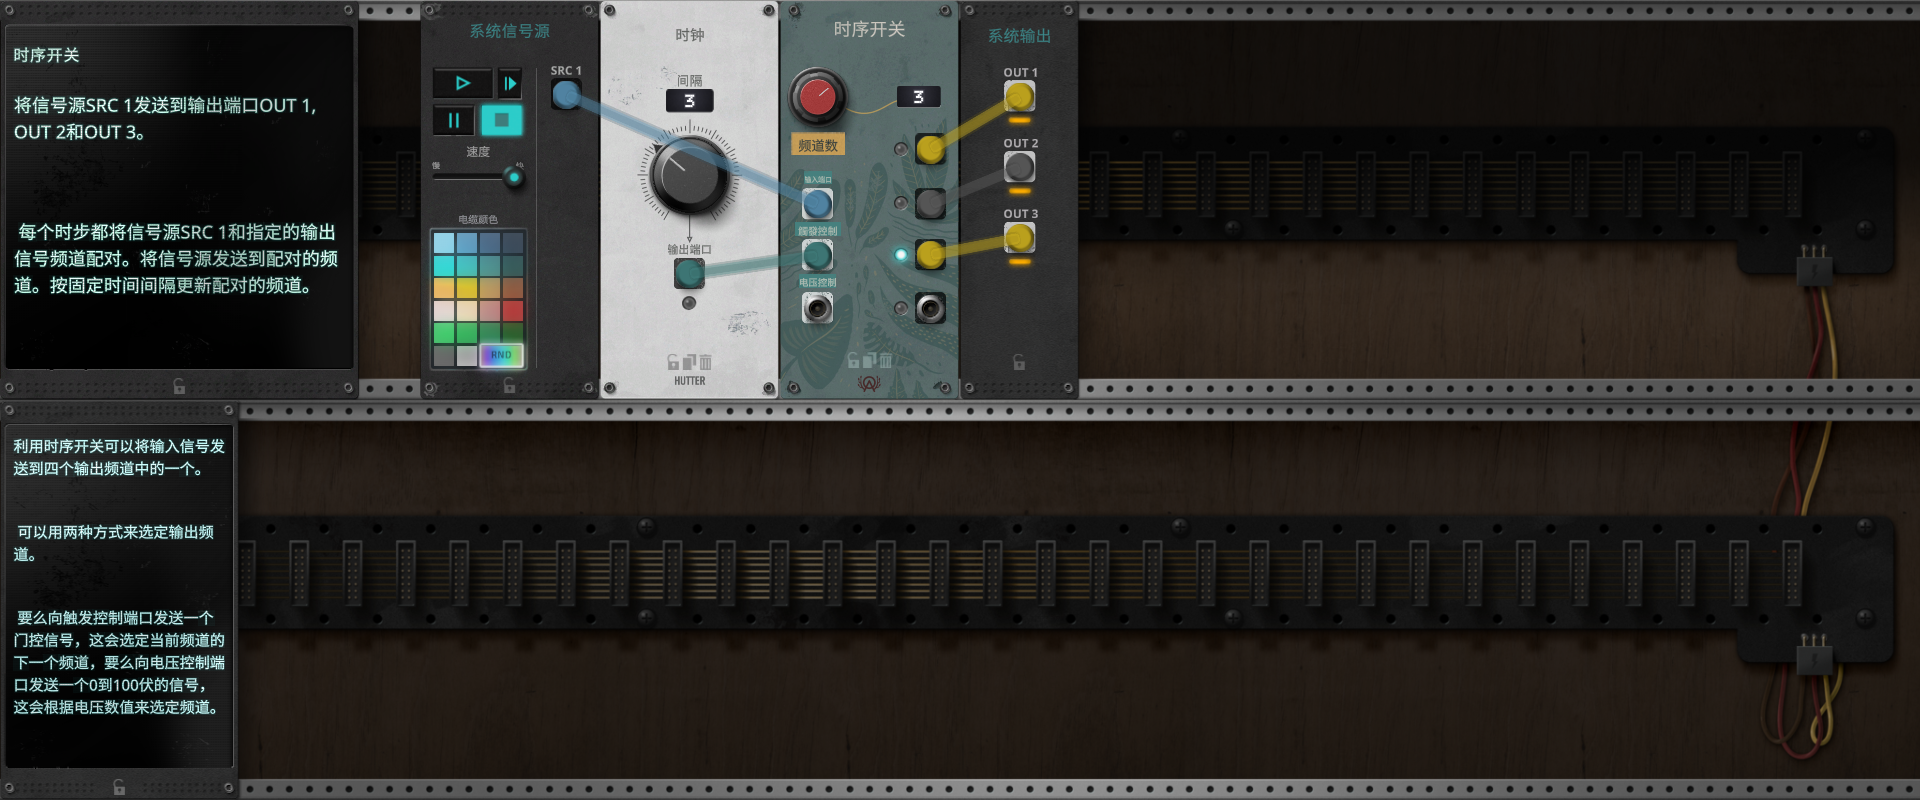 时序开关
将信号源SRC 1发送到输出端口OUT 1,
OUT 2和OUT 3。
每个时步都将信号源SRC 1和指定的输出
信号频道配对。将信号源发送到配对的频
道。按固定时间间隔更新配对的频道。
系统信号源
SRC 1
速度
慢
电缆颜色
RND
时钟
间隔
3
输出端口
HUTTER
时序开关
3
频道数
输入端口
觸發控制
电压控制
系统输出
OUT 1
OUT 2
OUT 3
利用时序开关可以将输入信号发
送到四个输出频道中的一个。
可以用两种方式来选定输出频
道。
要么向触发控制端口发送一个
门控信号，这会选定当前频道的
下一个频道，要么向电压控制端
口发送一个0到100伏的信号，
这会根据电压数值来选定频道。